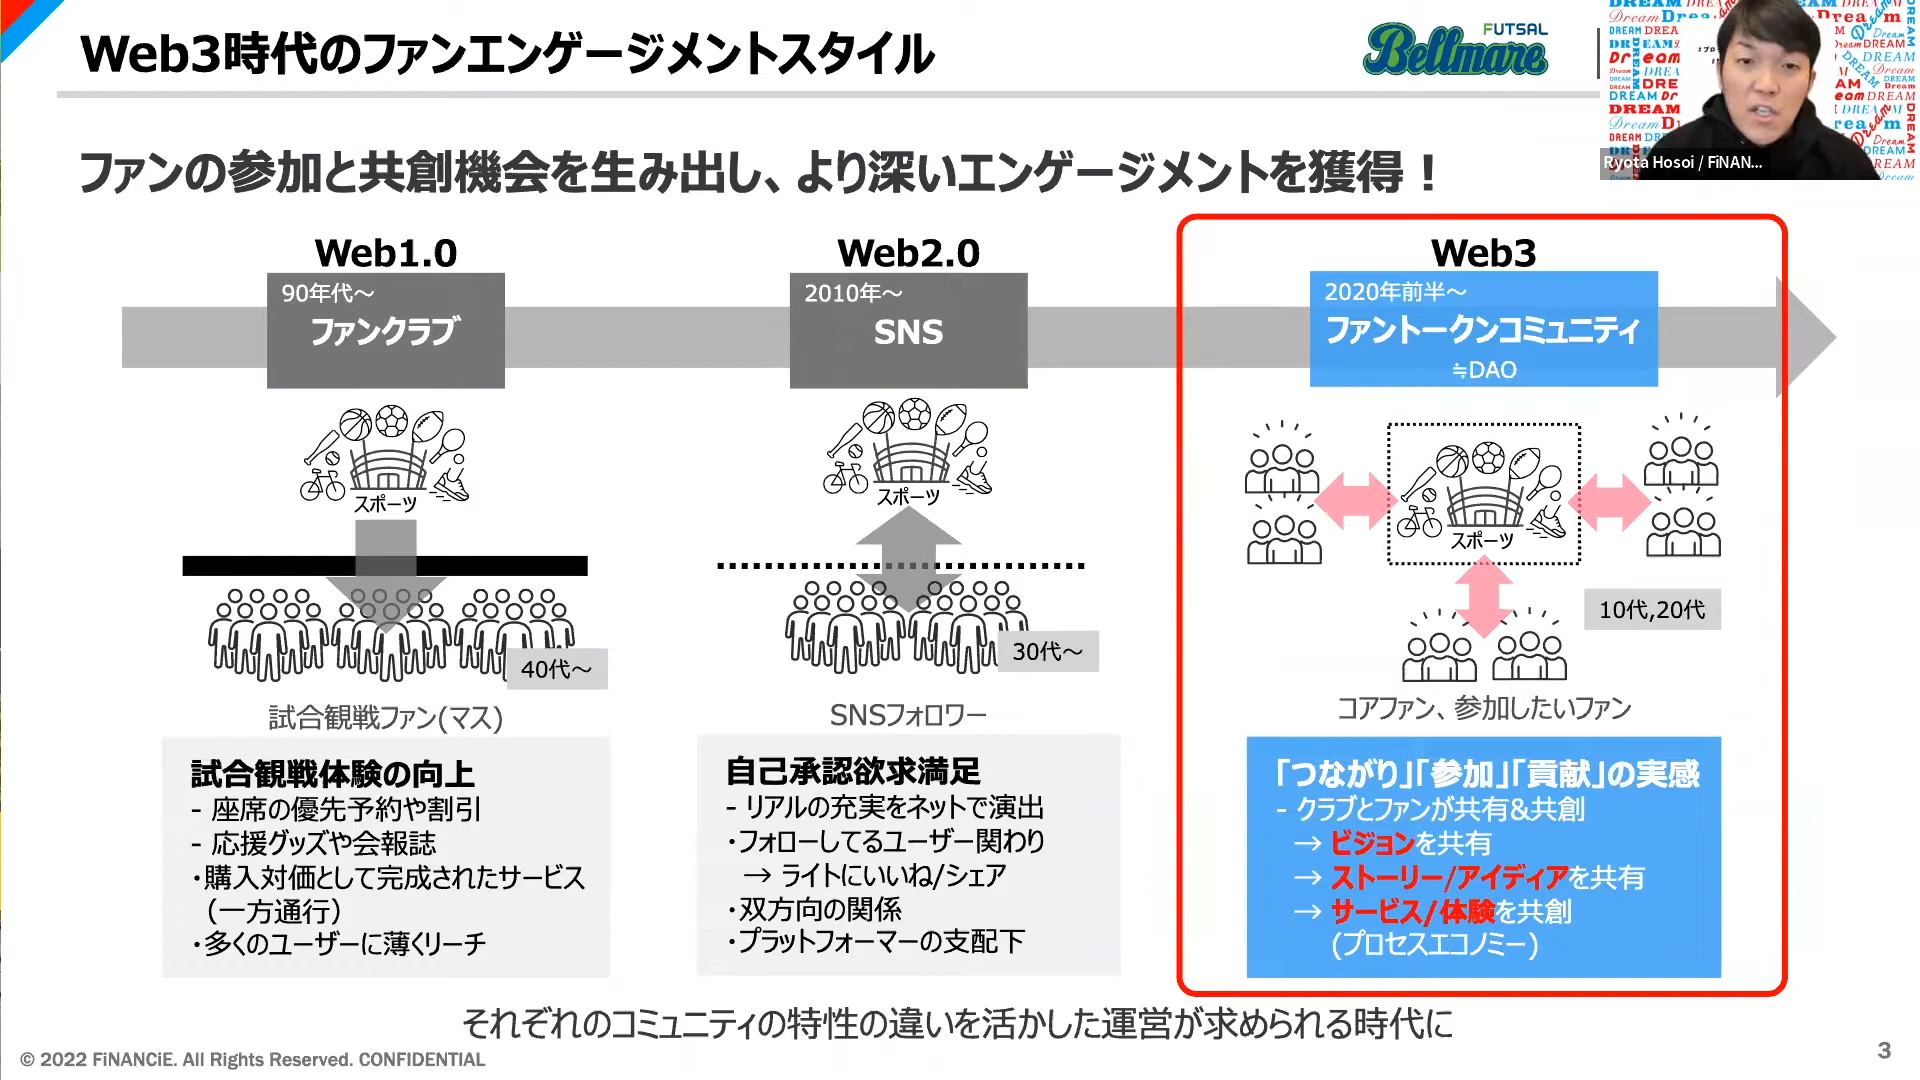 Web3時代のファンエンゲージメントスタイル
FUTSAL
Bellmare
Ryota Hosoi / FiNAN...
ファンの参加と共創機会を生み出し、より深いエンゲージメントを獲得！
Web1.0
90年代～
ファンクラブ
スポーツ
40代～
試合観戦ファン(マス)
試合観戦体験の向上
- 座席の優先予約や割引
- 応援グッズや会報誌
・購入対価として完成されたサービス
（一方通行）
・多くのユーザーに薄くリーチ
Web2.0
2010年～
SNS
スポーツ
30代～
SNSフォロワー
自己承認欲求満足
- リアルの充実をネットで演出
・フォローしてるユーザー関わり
→ ライトにいいね/シェア
・双方向の関係
・プラットフォーマーの支配下
Web3
2020年前半～
ファントークンコミュニティ
≒DAO
スポーツ
10代,20代
コアファン、参加したいファン
「つながり」「参加」「貢献」の実感
- クラブとファンが共有&共創
→ ビジョンを共有
→ ストーリー/アイディアを共有
→ サービス/体験を共創
(プロセスエコノミー)
それぞれのコミュニティの特性の違いを活かした運営が求められる時代に
© 2022 FiNANCiE. All Rights Reserved. CONFIDENTIAL
3